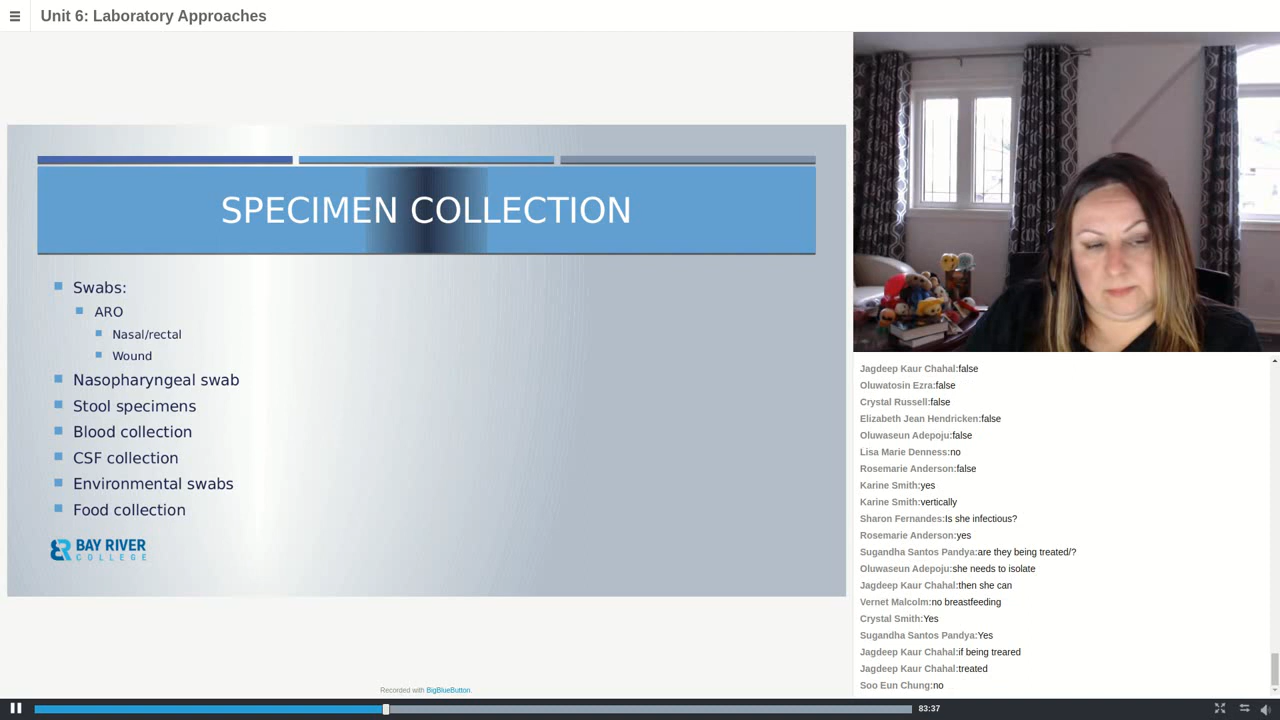 Unit 6: Laboratory Approaches
SPECIMEN COLLECTION
Swabs:
ARO
Nasal/rectal
Wound
Nasopharyngeal swab
Stool specimens
Blood collection
CSF collection
Environmental swabs
Food collection
BAY RIVER
COLLEGE
Jagdeep Kaur Chahal:false
Oluwatosin Ezra:false
Crystal Russell:false
Elizabeth Jean Hendricken:false
Oluwaseun Adepoju:false
Lisa Marie Denness:no
Rosemarie Anderson:false
Karine Smith:yes
Karine Smith:vertically
Sharon Fernandes:Is she infectious?
Rosemarie Anderson:yes
Sugandha Santos Pandya:are they being treated/?
Oluwaseun Adepoju:she needs to isolate
Jagdeep Kaur Chahal:then she can
Vernet Malcolm:no breastfeeding
Crystal Smith:Yes
Sugandha Santos Pandya:Yes
Jagdeep Kaur Chahal:if being treared
Jagdeep Kaur Chahal:treated
Soo Eun Chung:no
Recorded with BigBlueButton.
83:37